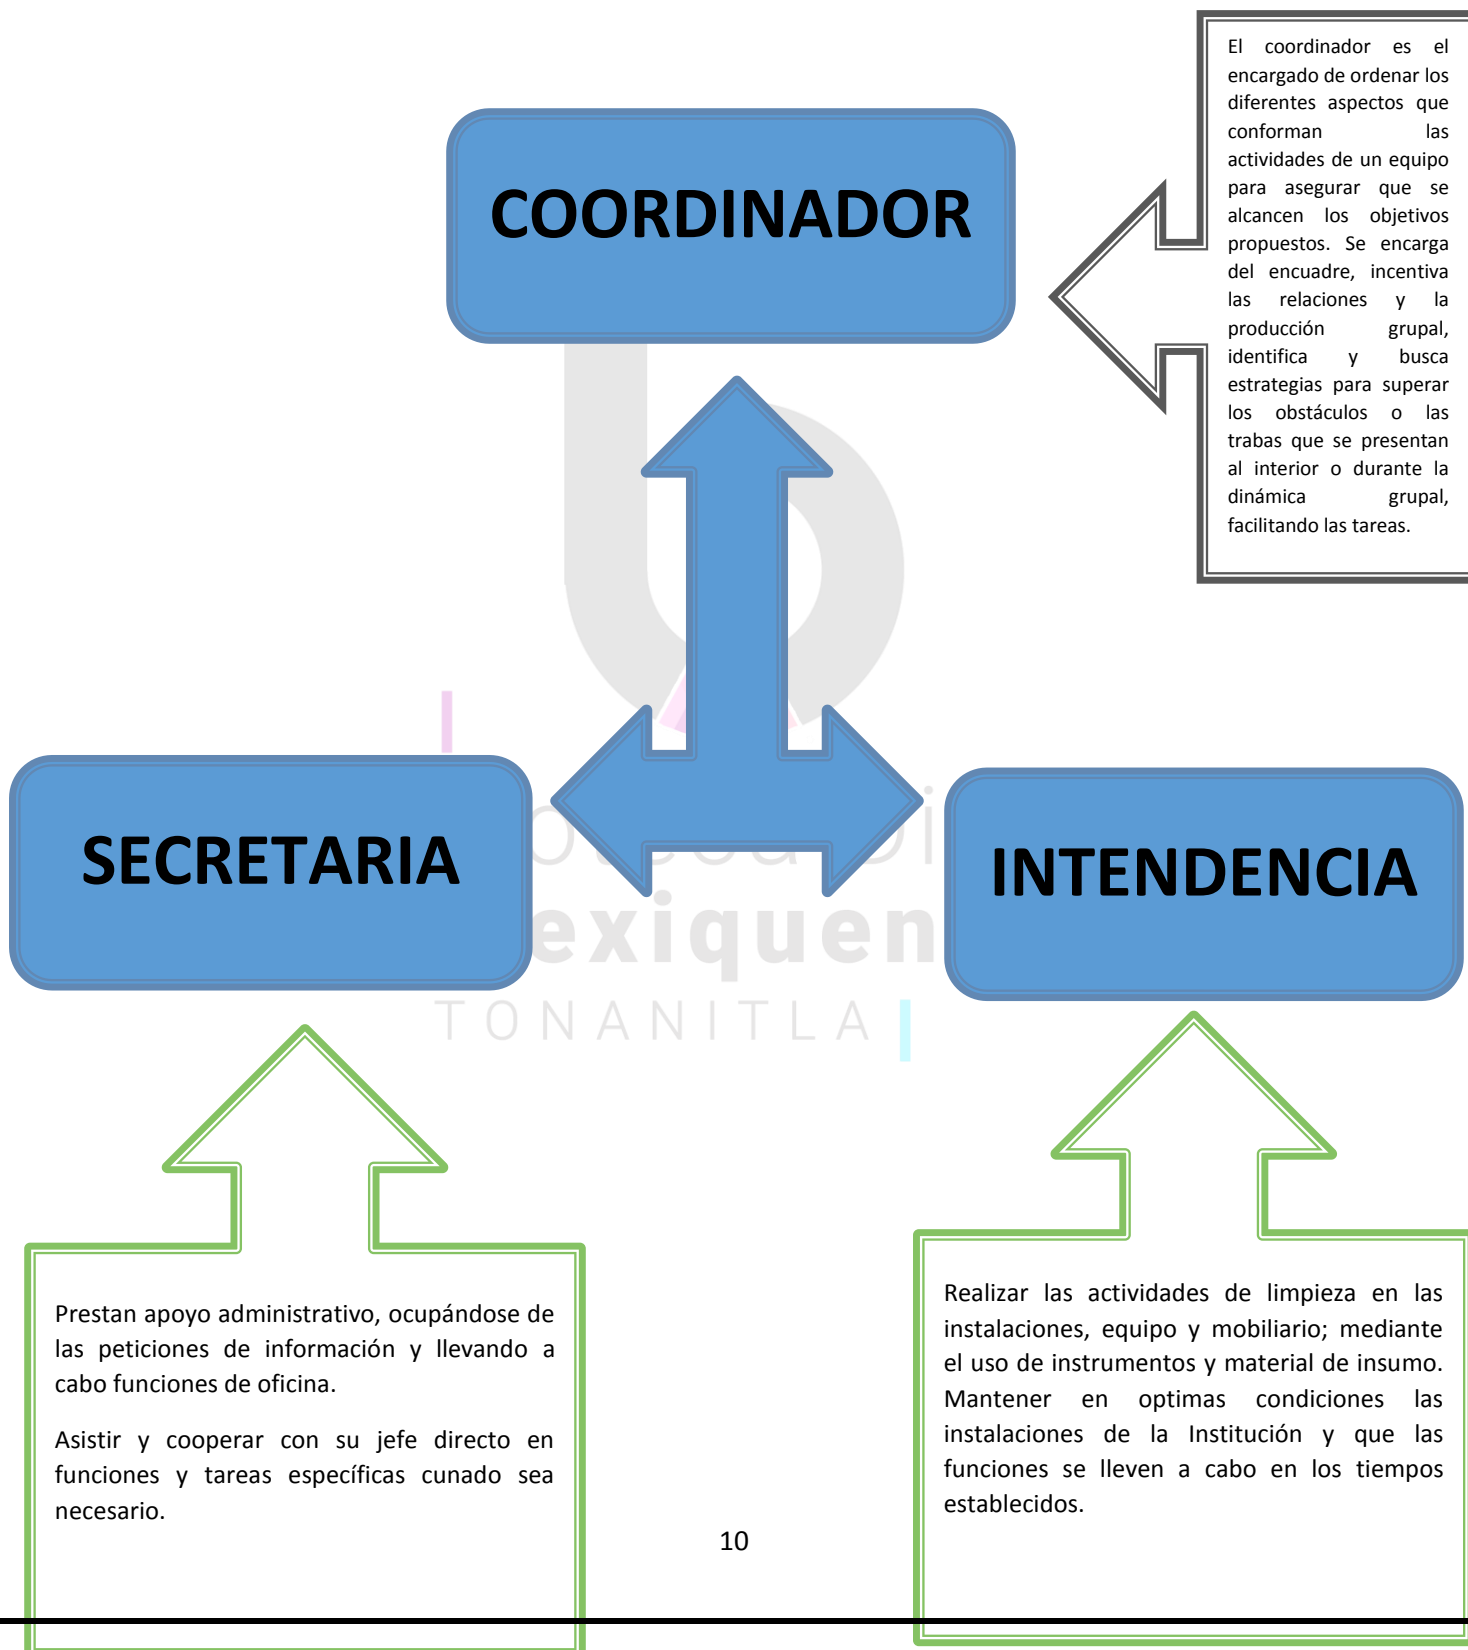 El coordinador es el
encargado de ordenar los
diferentes aspectos que
conforman las
actividades de un equipo
para asegurar que se
alcancen los objetivos
propuestos. Se encarga
del encuadre, incentiva
las relaciones y la
producción grupal,
identifica y busca
estrategias para superar
los obstáculos o las
trabas que se presentan
al interior o durante la
dinámica grupal,
facilitando las tareas.
COORDINADOR
SECRETARIA
INTENDENCIA
TONANITLA
Prestan apoyo administrativo, ocupándose de
las peticiones de información y llevando a
cabo funciones de oficina.
Asistir y cooperar con su jefe directo en
funciones y tareas específicas cunado sea
necesario.
Realizar las actividades de limpieza en las
instalaciones, equipo y mobiliario; mediante
el uso de instrumentos y material de insumo.
Mantener en optimas condiciones las
instalaciones de la Institución y que las
funciones se lleven a cabo en los tiempos
establecidos.
10